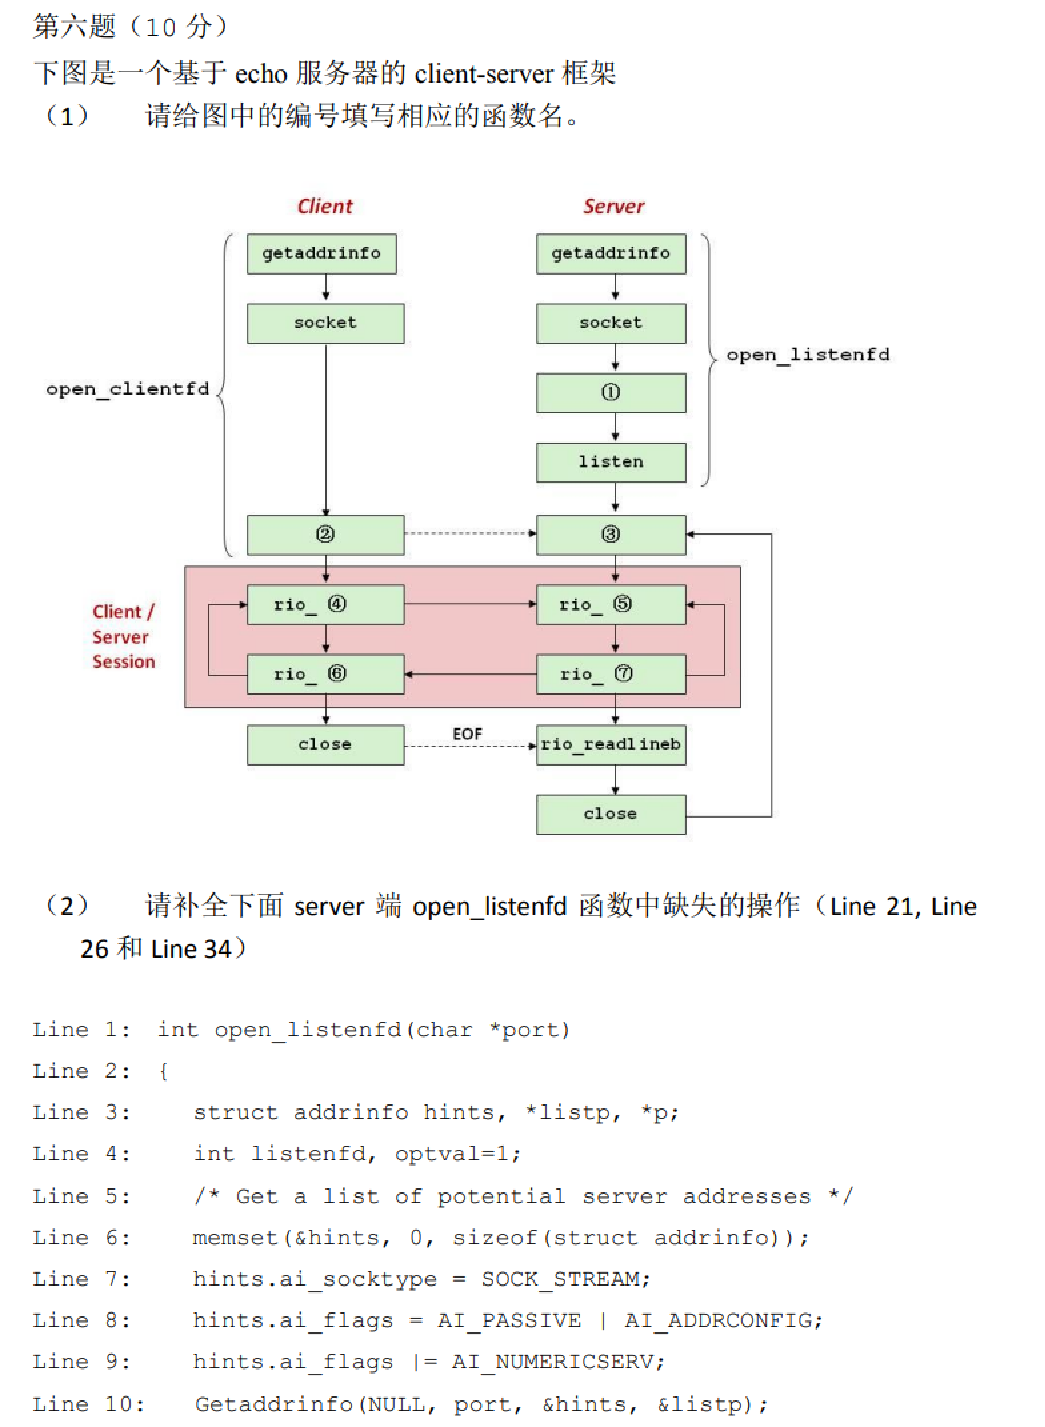 第六题（10 分）
下图是一个基于 echo 服务器的 client-server 框架
（1） 请给图中的编号填写相应的函数名。
Client
Server
getaddrinfo
getaddrinfo
socket
socket
open_listenfd
open_clientfd
①
listen
②
③
Client /
Server
Session
rio_ ④
rio_ ⑤
rio_ ⑥
rio_ ⑦
close
EOF
rio_readlineb
close
（2） 请补全下面 server 端 open_listenfd 函数中缺失的操作（Line 21, Line
26 和 Line 34）
Line 1: int open_listenfd(char *port)
Line 2: {
Line 3: struct addrinfo hints, *listp, *p;
Line 4: int listenfd, optval=1;
Line 5: /* Get a list of potential server addresses */
Line 6: memset(&hints, 0, sizeof(struct addrinfo));
Line 7: hints.ai_socktype = SOCK_STREAM;
Line 8: hints.ai_flags = AI_PASSIVE | AI_ADDRCONFIG;
Line 9: hints.ai_flags |= AI_NUMERICSERV;
Line 10: Getaddrinfo(NULL, port, &hints, &listp);